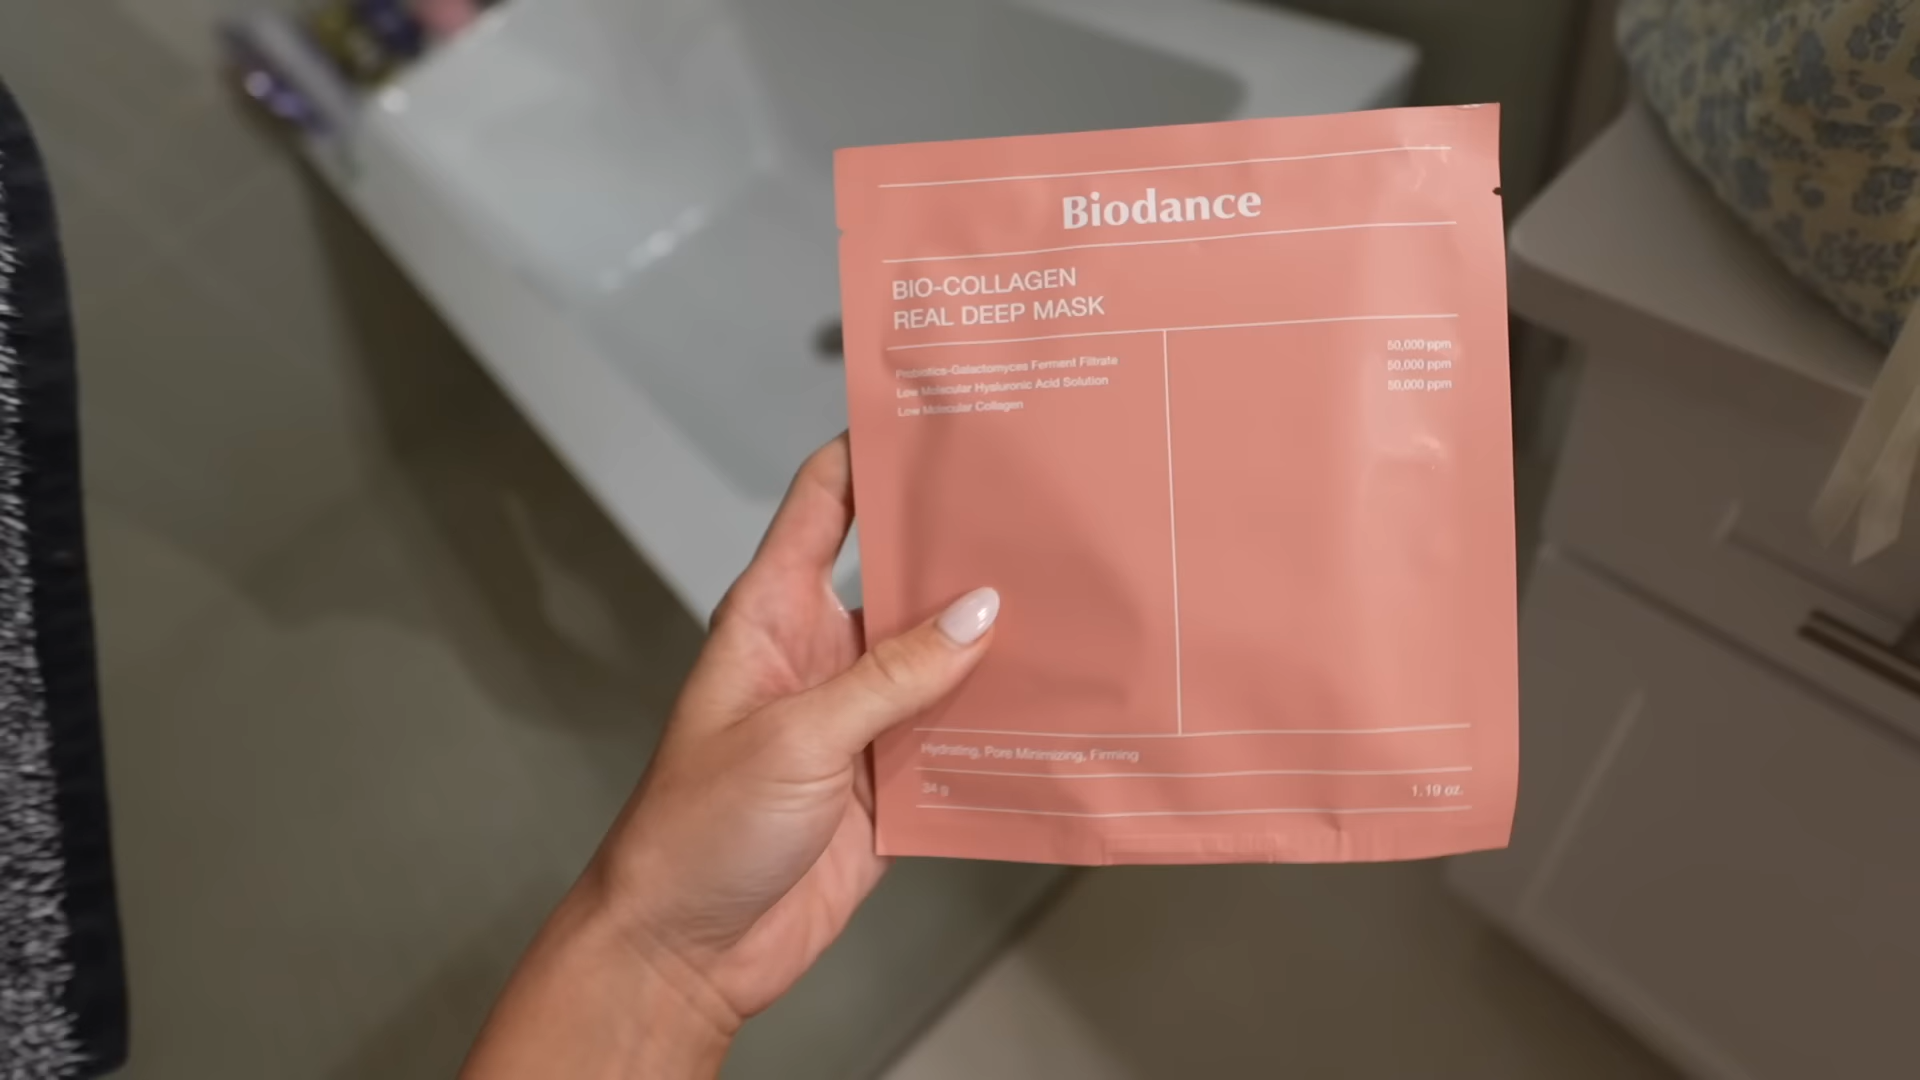 Biodance
BIO-COLLAGEN
REAL DEEP MASK
Probiotics-Galactomyces Ferment Filtrate 50,000 ppm
Low Molecular Hyaluronic Acid Solution 50,000 ppm
Low Molecular Collagen 50,000 ppm
Hydrating, Pore Minimizing, Firming
34 g 1.19 oz.